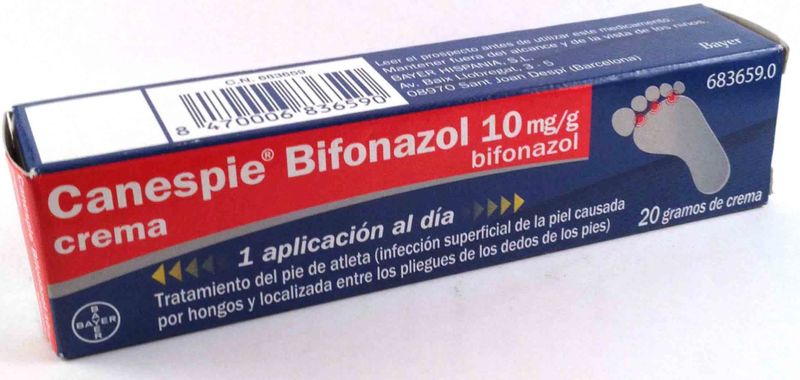 C.N. 683659
8 470006 836590
Leer el prospecto antes de utilizar este medicamento.
Mantener fuera del alcance y de la vista de los niños.
BAYER HISPANIA, S.L.
Av. Baix Llobregat, 3 - 5
08970 Sant Joan Despí (Barcelona)
Bayer
683659.0
Canespie® Bifonazol 10 mg/g
bifonazol
crema
1 aplicación al día
20 gramos de crema
Tratamiento del pie de atleta (infección superficial de la piel causada
por hongos y localizada entre los pliegues de los dedos de los pies)
BAYER
BAYER